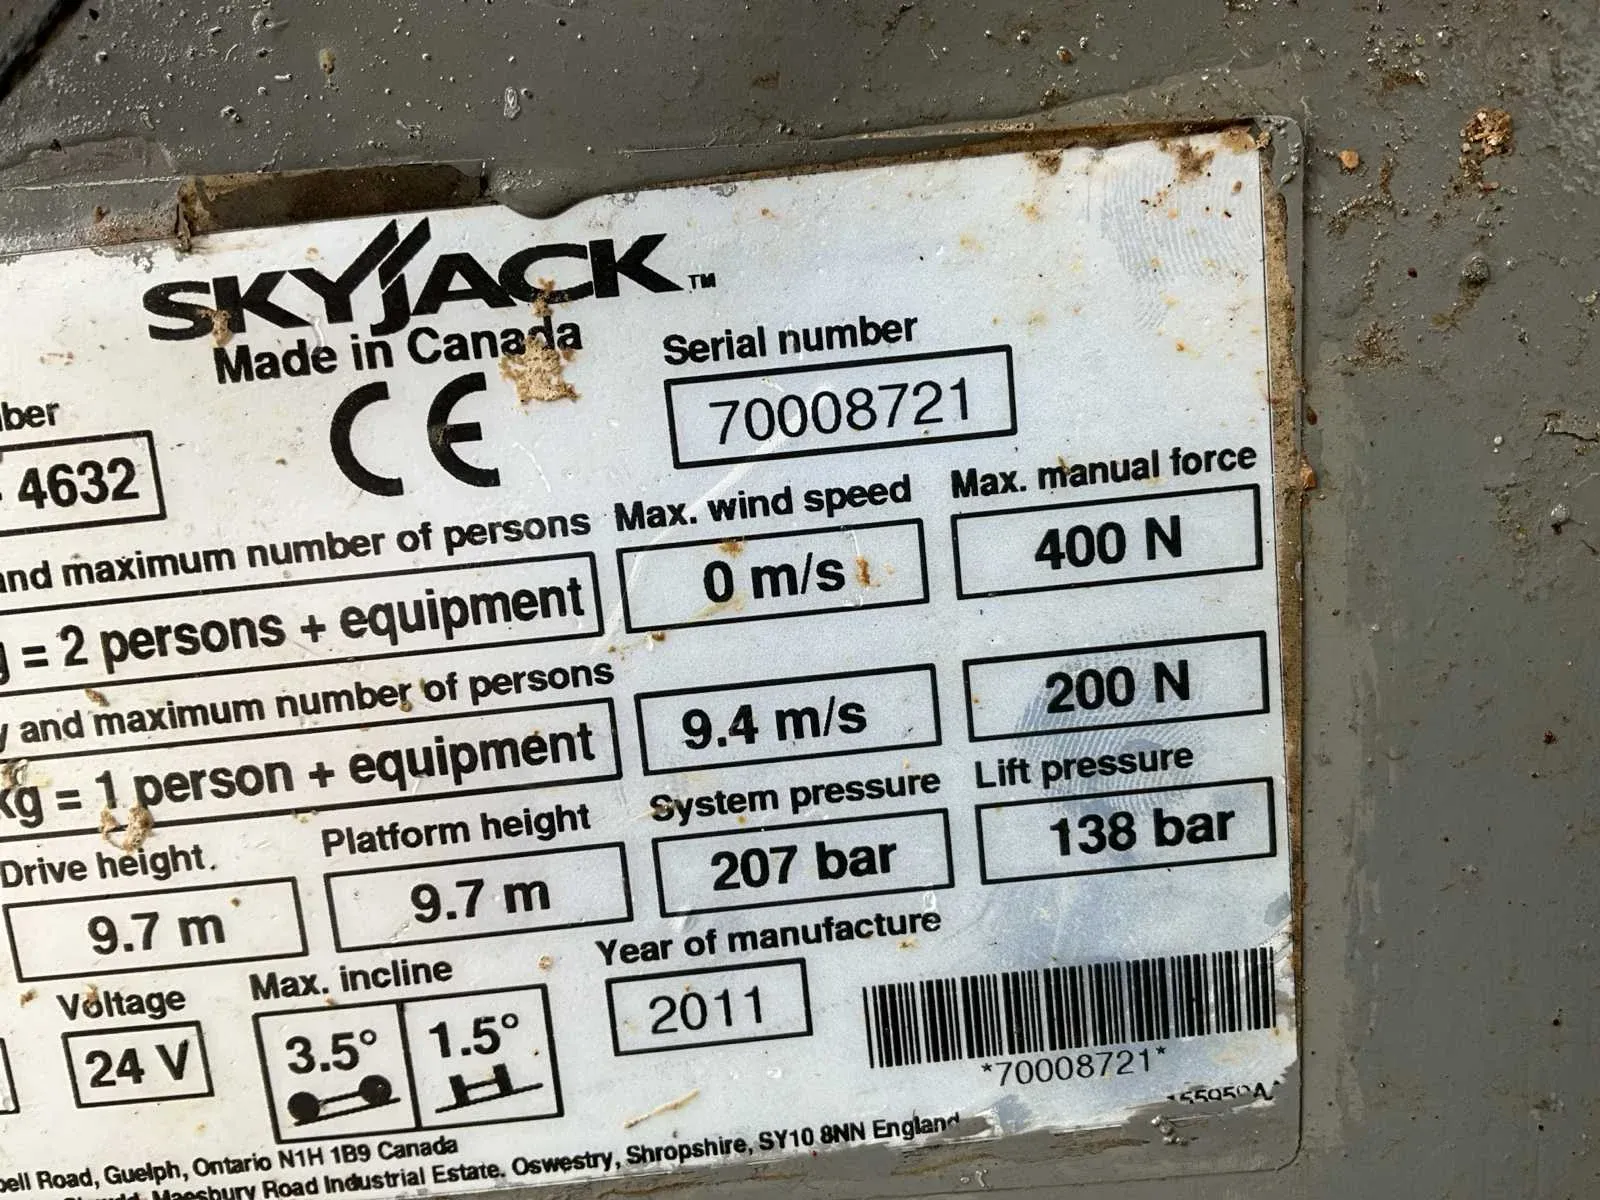 SKYJACK™
Made in Canada
CE
Serial number
70008721
4632
and maximum number of persons
Max. wind speed
Max. manual force
= 2 persons + equipment
0 m/s
400 N
and maximum number of persons
kg = 1 person + equipment
9.4 m/s
200 N
Drive height
Platform height
System pressure
Lift pressure
9.7 m
9.7 m
207 bar
138 bar
Voltage
Max. incline
Year of manufacture
24 V
3.5°
1.5°
2011
*70008721*
Road, Guelph, Ontario N1H 1B9 Canada
Maesbury Road Industrial Estate. Oswestry, Shropshire, SY10 8NN England